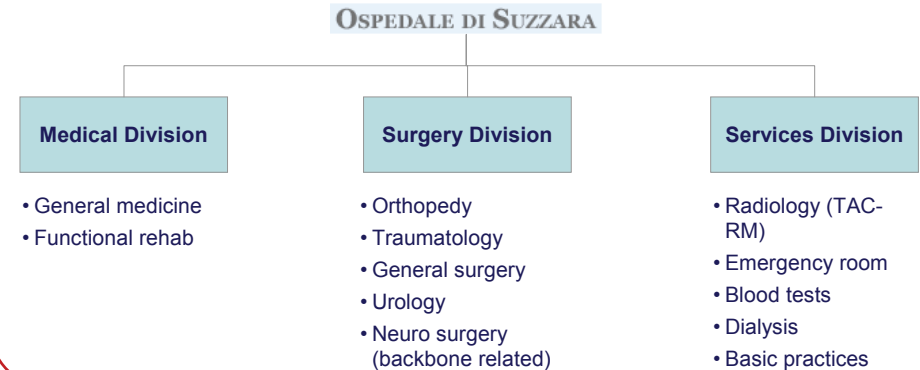 OSPEDALE DI SUZZARA
Medical Division
Surgery Division
Services Division
• General medicine
• Functional rehab
• Orthopedy
• Traumatology
• General surgery
• Urology
• Neuro surgery
(backbone related)
• Radiology (TAC-
RM)
• Emergency room
• Blood tests
• Dialysis
• Basic practices